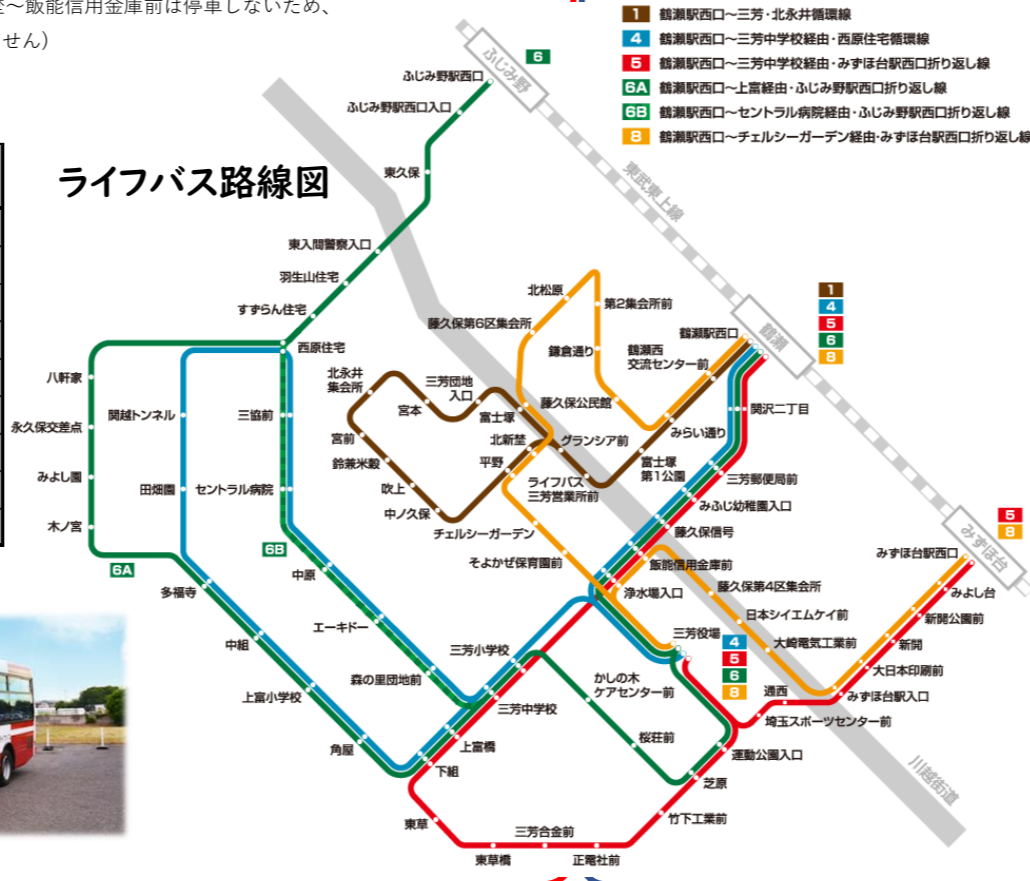 ～飯能信用金庫前は停車しないため、
せん）
1 鶴瀬駅西口～三芳・北永井循環線
4 鶴瀬駅西口～三芳中学校経由・西原住宅循環線
5 鶴瀬駅西口～三芳中学校経由・みずほ台駅西口折り返し線
6A 鶴瀬駅西口～上富経由・ふじみ野駅西口折り返し線
6B 鶴瀬駅西口～セントラル病院経由・ふじみ野駅西口折り返し線
8 鶴瀬駅西口～チェルシーガーデン経由・みずほ台駅西口折り返し線
ライフバス路線図
ふじみ野
6
ふじみ野駅西口
ふじみ野駅西口入口
東久保
東武東上線
東入間警察入口
羽生山住宅
すずらん住宅
西原住宅
北松原
第2集会所前
藤久保第6区集会所
鎌倉通り
藤久保公民館
鶴瀬駅西口
鶴瀬
1
4
5
6
8
鶴瀬西
交流センター前
関沢二丁目
みらい通り
八軒家
永久保交差点
みよし園
木ノ宮
6A
関越トンネル
田畑園
三協前
セントラル病院
6B
北永井
集会所
宮本
三芳団地
入口
富士塚
宮前
鈴兼米穀
吹上
中ノ久保
北新埜
平野
グランシア前
ライフバス
三芳営業所前
富士塚
第1公園
三芳郵便局前
みふじ幼稚園入口
藤久保信号
チェルシーガーデン
そよかぜ保育園前
飯能信用金庫前
浄水場入口
藤久保第4区集会所
日本シイエムケイ前
大崎電気工業前
みずほ台
5
8
みずほ台駅西口
みよし台
新開公園前
新開
大日本印刷前
みずほ台駅入口
通西
埼玉スポーツセンター前
三芳役場
4
5
6
8
運動公園入口
川越街道
多福寺
中組
上富小学校
角屋
中原
エーキドー
森の里団地前
三芳小学校
三芳中学校
上富橋
下組
かしの木
ケアセンター前
桜荘前
芝原
竹下工業前
東草
東草橋
三芳合金前
正電社前